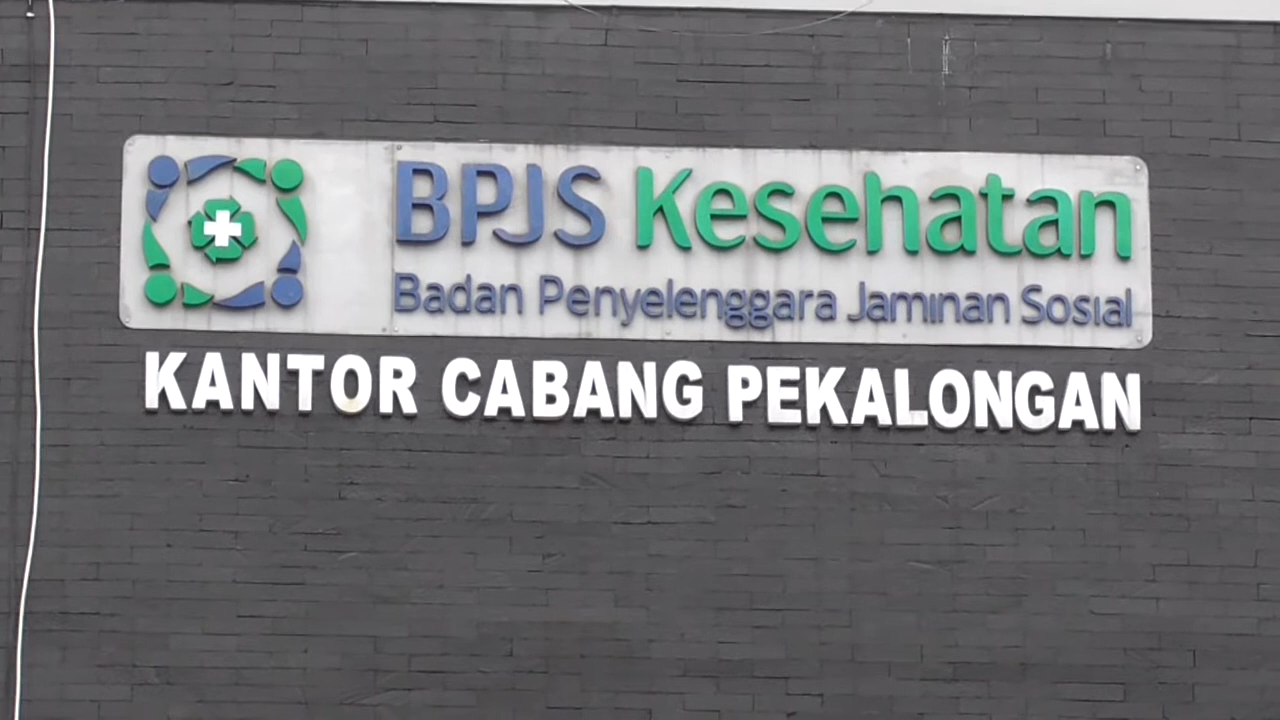 BPJS Kesehatan
Badan Penyelenggara Jaminan Sosial
KANTOR CABANG PEKALONGAN